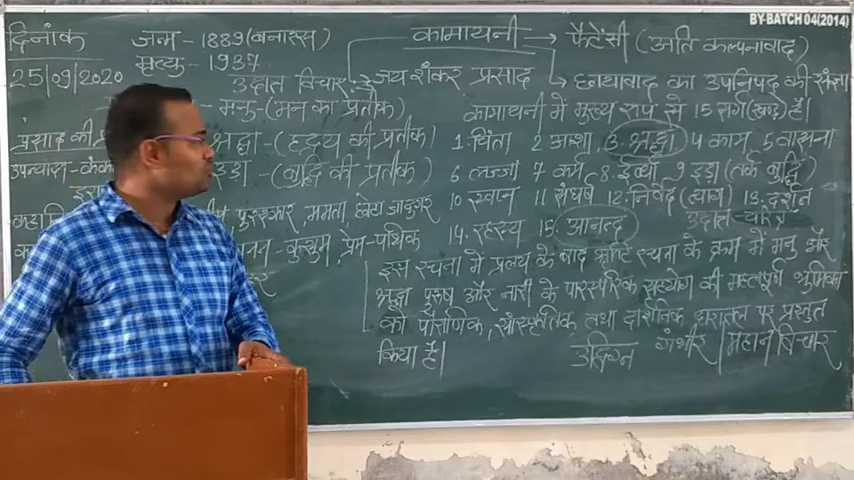 BY-BATCH 04(2014)
दिनांक
25/09/2020
जन्म - 1889 (बनारस)
मृत्यु - 1937
कामायनी → फैंटेसी (अति कल्पनावाद)
उद्दात विचार
जय शंकर प्रसाद
छायावाद का उपनिषद की संज्ञा
- मनु - (मन का प्रतीक)
कामायनी में मुख्य रूप से 15 सर्ग (खण्ड) हैं।
प्रसाद की
श्रद्धा - (हृदय की प्रतीक)
1. चिंता 2 आशा, 3. श्रद्धा 4 काम, 5 वासना
उपन्यास - कंका
इडा - (बुद्धि की प्रतीक)
6 लज्जा 7 कर्म 8. ईर्ष्या 9 इड़ा (तर्क बुद्धि)
10 स्वप्न 11 संघर्ष 12. निर्वेद (त्याग) 13. दर्शन
पुरस्कार, ममता, छोटा जादूगर
उद्दात चरित्र
14. रहस्य 15. आनन्द
- कुसुम, प्रेम-पथिक
इस रचना में प्रलय के बाद सृष्टि रचना के क्रम में मनु और
श्रद्धा पुरुष और नारी के पारस्परिक सहयोग की महत्वपूर्ण भूमिका
को पौराणिक, सांस्कृतिक, तथा दार्शनिक धरातल पर प्रस्तुत
किया है।
उद्विग्न
गंभीर / महान विचार